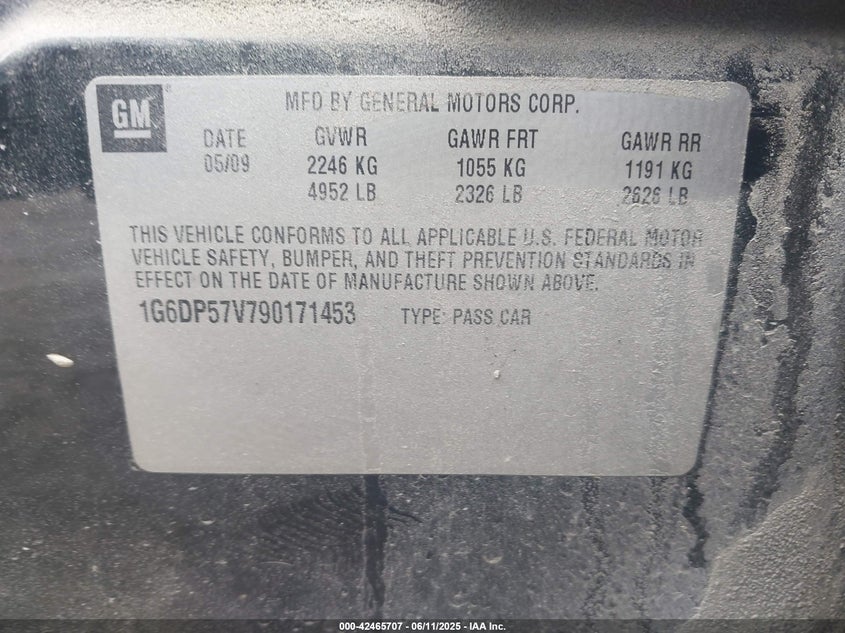 GM
MFD BY GENERAL MOTORS CORP.
DATE GVWR GAWR FRT GAWR RR
05/09 2246 KG 1055 KG 1191 KG
4952 LB 2326 LB 2626 LB
THIS VEHICLE CONFORMS TO ALL APPLICABLE U.S. FEDERAL MOTOR
VEHICLE SAFETY, BUMPER, AND THEFT PREVENTION STANDARDS IN
EFFECT ON THE DATE OF MANUFACTURE SHOWN ABOVE.
1G6DP57V790171453 TYPE: PASS CAR
000-42465707 - 06/11/2025 - IAA Inc.